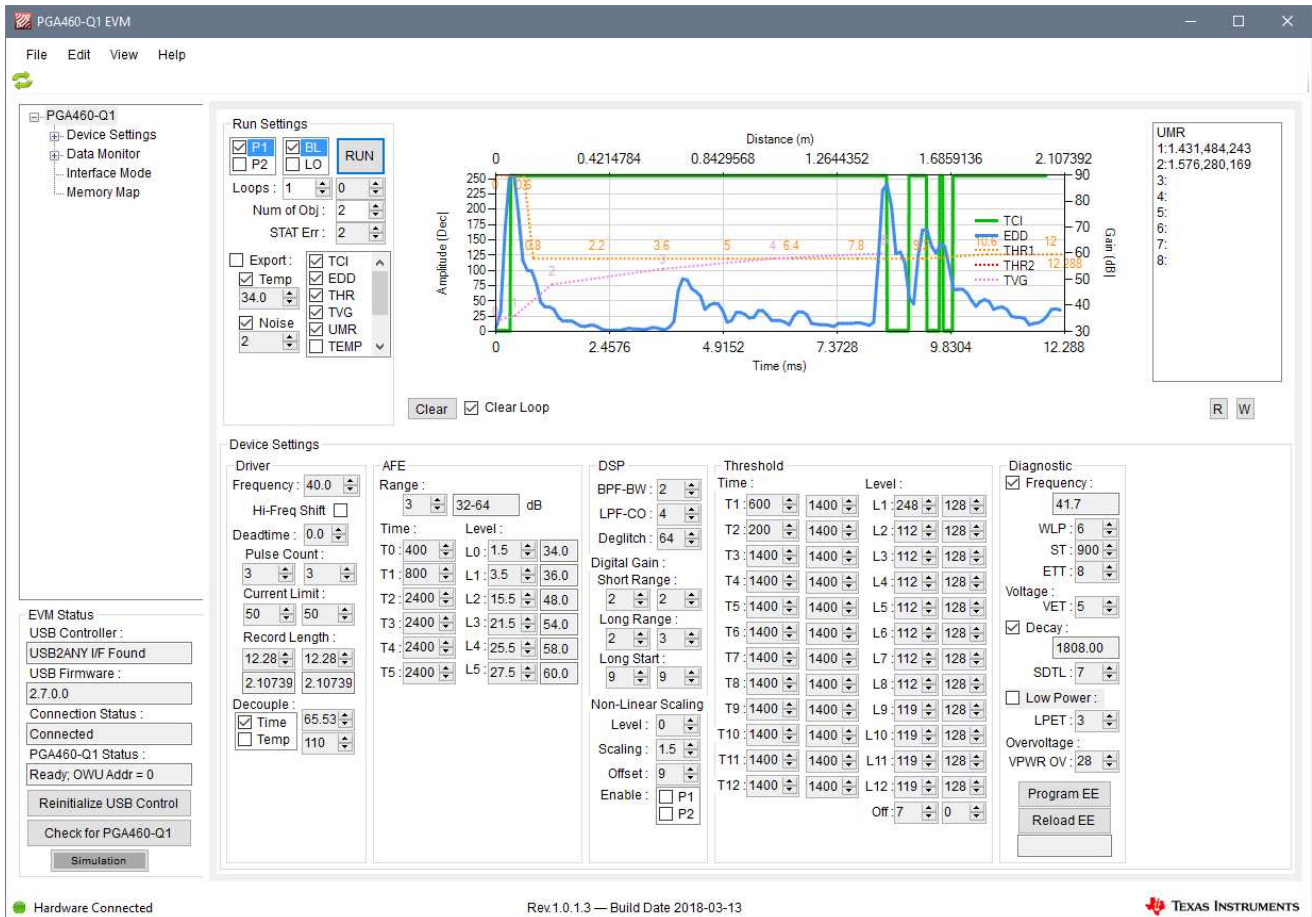 PGA460-Q1 EVM
File Edit View Help
PGA460-Q1
Device Settings
Data Monitor
Interface Mode
Memory Map
EVM Status
USB Controller :
USB2ANY I/F Found
USB Firmware :
2.7.0.0
Connection Status :
Connected
PGA460-Q1 Status :
Ready; OWU Addr = 0
Reinitialize USB Control
Check for PGA460-Q1
Simulation
Run Settings
P1 BL RUN
P2 LO
Loops : 1 0
Num of Obj : 2
STAT Err : 2
Export : TCI
Temp EDD
34.0 THR
TVG
Noise UMR
2 TEMP
Distance (m)
0 0.4214784 0.8429568 1.2644352 1.6859136 2.107392
Amplitude [Dec]
250
225
200
175
150
125
100
75
50
25
0
90
80
70
60
50
40
30
Gain (dB)
0.8 2.2 3.6 5 4 6.4 7.8 10.6 12
12.288
1 2 3
TCI
EDD
THR1
THR2
TVG
0 2.4576 4.9152 7.3728 9.8304 12.288
Time (ms)
UMR
1:1.431,484,243
2:1.576,280,169
3:
4:
5:
6:
7:
8:
Clear Clear Loop
R W
Device Settings
Driver
Frequency : 40.0
Hi-Freq Shift
Deadtime : 0.0
Pulse Count :
3 3
Current Limit :
50 50
Record Length :
12.28 12.28
2.10739 2.10739
Decouple :
Time 65.53
Temp 110
AFE
Range :
3 32-64 dB
Time : Level :
T0 : 400 L0 : 1.5 34.0
T1 : 800 L1 : 3.5 36.0
T2 : 2400 L2 : 15.5 48.0
T3 : 2400 L3 : 21.5 54.0
T4 : 2400 L4 : 25.5 58.0
T5 : 2400 L5 : 27.5 60.0
DSP
BPF-BW : 2
LPF-CO : 4
Deglitch : 64
Digital Gain :
Short Range :
2 2
Long Range :
2 3
Long Start :
9 9
Non-Linear Scaling
Level : 0
Scaling : 1.5
Offset : 9
Enable : P1
P2
Threshold
Time : Level :
T1 : 600 1400 L1 : 248 128
T2 : 200 1400 L2 : 112 128
T3 : 1400 1400 L3 : 112 128
T4 : 1400 1400 L4 : 112 128
T5 : 1400 1400 L5 : 112 128
T6 : 1400 1400 L6 : 112 128
T7 : 1400 1400 L7 : 112 128
T8 : 1400 1400 L8 : 112 128
T9 : 1400 1400 L9 : 119 128
T10 : 1400 1400 L10 : 119 128
T11 : 1400 1400 L11 : 119 128
T12 : 1400 1400 L12 : 119 128
Off : 7 0
Diagnostic
Frequency :
41.7
WLP : 6
ST : 900
ETT : 8
Voltage :
VET : 5
Decay :
1808.00
SDTL : 7
Low Power :
LPET : 3
Overvoltage :
VPWR OV : 28
Program EE
Reload EE
Hardware Connected
Rev.1.0.1.3 — Build Date 2018-03-13
TEXAS INSTRUMENTS